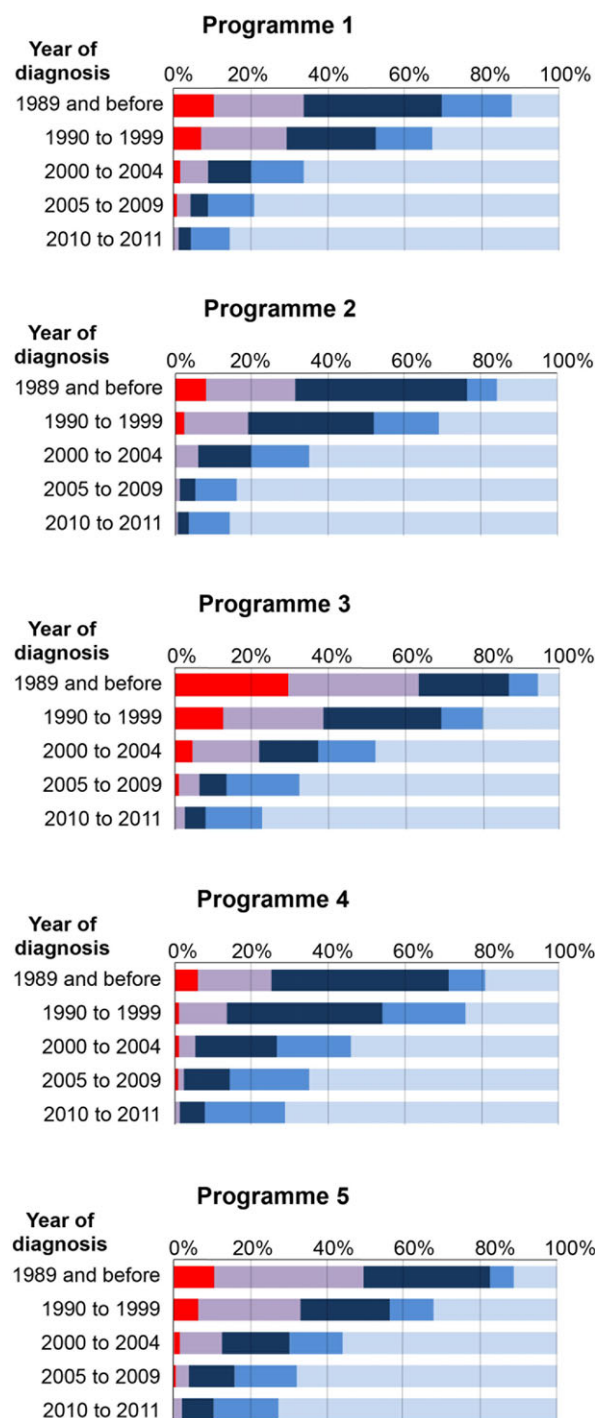 Programme 1
Year of
diagnosis
0% 20% 40% 60% 80% 100%
1989 and before
1990 to 1999
2000 to 2004
2005 to 2009
2010 to 2011
Programme 2
Year of
diagnosis
0% 20% 40% 60% 80% 100%
1989 and before
1990 to 1999
2000 to 2004
2005 to 2009
2010 to 2011
Programme 3
Year of
diagnosis
0% 20% 40% 60% 80% 100%
1989 and before
1990 to 1999
2000 to 2004
2005 to 2009
2010 to 2011
Programme 4
Year of
diagnosis
0% 20% 40% 60% 80% 100%
1989 and before
1990 to 1999
2000 to 2004
2005 to 2009
2010 to 2011
Programme 5
Year of
diagnosis
0% 20% 40% 60% 80% 100%
1989 and before
1990 to 1999
2000 to 2004
2005 to 2009
2010 to 2011